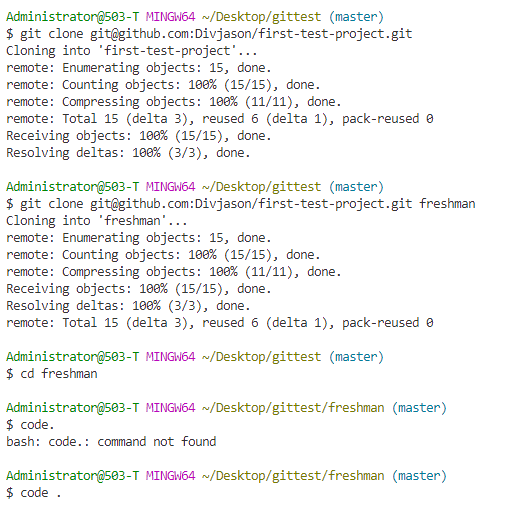 Administrator@503-T MINGW64 ~/Desktop/gittest (master)
$ git clone git@github.com:Divjason/first-test-project.git
Cloning into 'first-test-project'...
remote: Enumerating objects: 15, done.
remote: Counting objects: 100% (15/15), done.
remote: Compressing objects: 100% (11/11), done.
remote: Total 15 (delta 3), reused 6 (delta 1), pack-reused 0
Receiving objects: 100% (15/15), done.
Resolving deltas: 100% (3/3), done.

Administrator@503-T MINGW64 ~/Desktop/gittest (master)
$ git clone git@github.com:Divjason/first-test-project.git freshman
Cloning into 'freshman'...
remote: Enumerating objects: 15, done.
remote: Counting objects: 100% (15/15), done.
remote: Compressing objects: 100% (11/11), done.
Receiving objects: 100% (15/15), done.
Resolving deltas: 100% (3/3), done.
remote: Total 15 (delta 3), reused 6 (delta 1), pack-reused 0

Administrator@503-T MINGW64 ~/Desktop/gittest (master)
$ cd freshman

Administrator@503-T MINGW64 ~/Desktop/gittest/freshman (master)
$ code.
bash: code.: command not found

Administrator@503-T MINGW64 ~/Desktop/gittest/freshman (master)
$ code .